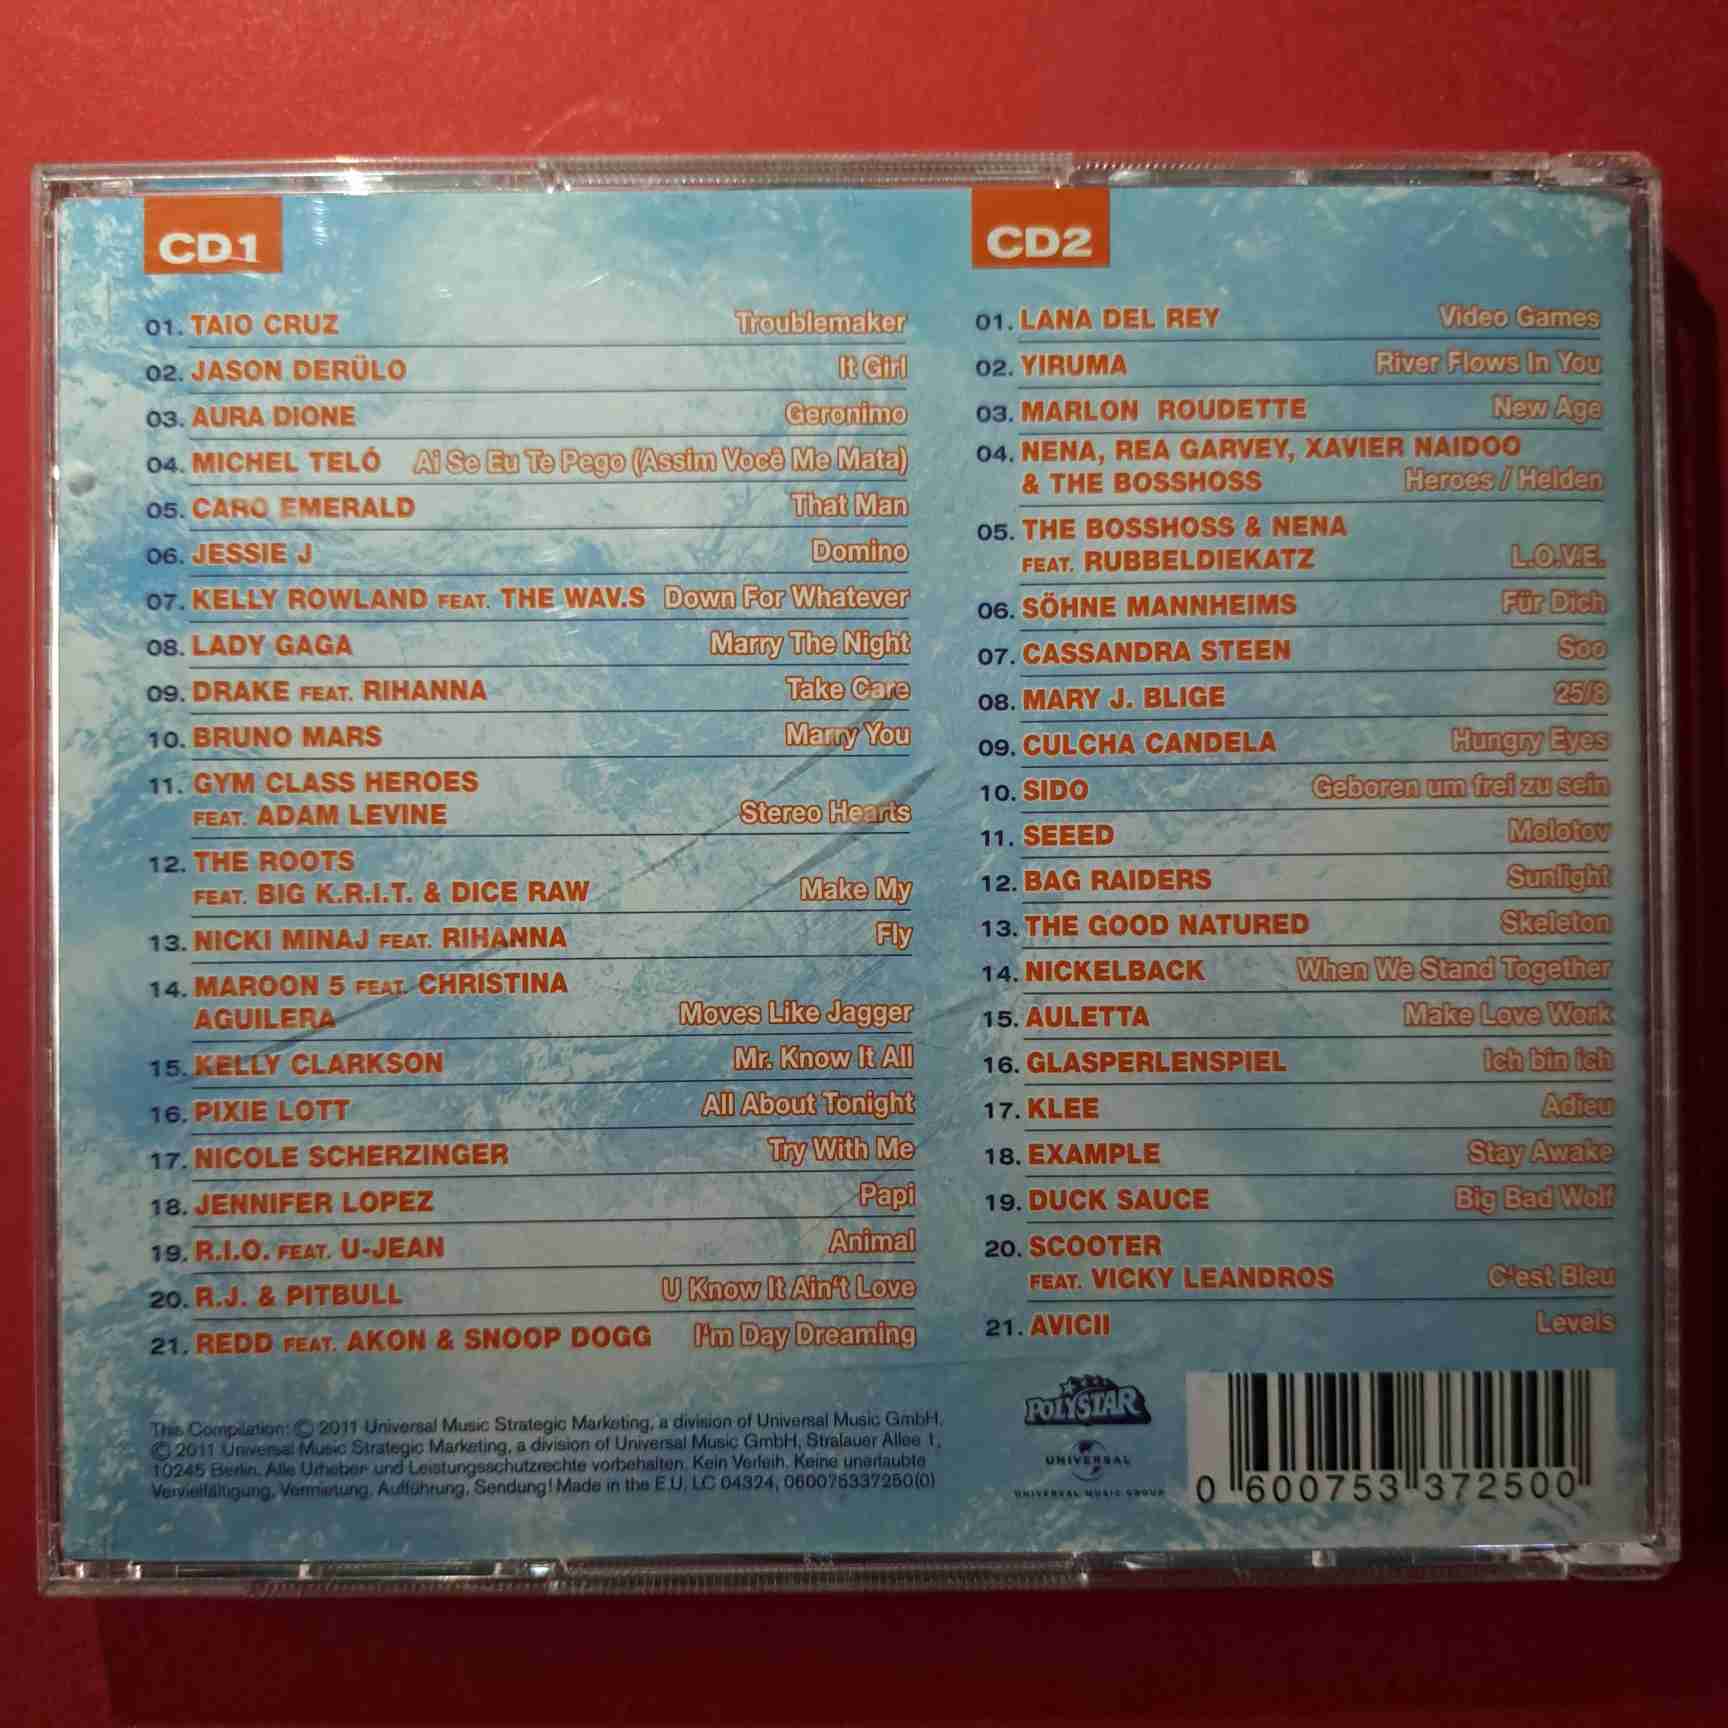 CD1
01. TAIO CRUZ Troublemaker
02. JASON DERÜLO It Girl
03. AURA DIONE Geronimo
04. MICHEL TELÓ Ai Se Eu Te Pego (Assim Você Me Mata)
05. CARO EMERALD That Man
06. JESSIE J Domino
07. KELLY ROWLAND FEAT. THE WAV.S Down For Whatever
08. LADY GAGA Marry The Night
09. DRAKE FEAT. RIHANNA Take Care
10. BRUNO MARS Marry You
11. GYM CLASS HEROES
FEAT. ADAM LEVINE Stereo Hearts
12. THE ROOTS
FEAT. BIG K.R.I.T. & DICE RAW Make My
13. NICKI MINAJ FEAT. RIHANNA Fly
14. MAROON 5 FEAT. CHRISTINA
AGUILERA Moves Like Jagger
15. KELLY CLARKSON Mr. Know It All
16. PIXIE LOTT All About Tonight
17. NICOLE SCHERZINGER Try With Me
18. JENNIFER LOPEZ Papi
19. R.I.O. FEAT. U-JEAN Animal
20. R.J. & PITBULL U Know It Ain't Love
21. REDD FEAT. AKON & SNOOP DOGG I'm Day Dreaming
CD2
01. LANA DEL REY Video Games
02. YIRUMA River Flows In You
03. MARLON ROUDETTE New Age
04. NENA, REA GARVEY, XAVIER NAIDOO
& THE BOSSHOSS Heroes / Helden
05. THE BOSSHOSS & NENA
FEAT. RUBBELDIEKATZ L.O.V.E.
06. SÖHNE MANNHEIMS Für Dich
07. CASSANDRA STEEN Soo
08. MARY J. BLIGE 25/8
09. CULCHA CANDELA Hungry Eyes
10. SIDO Geboren um frei zu sein
11. SEEED Molotov
12. BAG RAIDERS Sunlight
13. THE GOOD NATURED Skeleton
14. NICKELBACK When We Stand Together
15. AULETTA Make Love Work
16. GLASPERLENSPIEL Ich bin ich
17. KLEE Adieu
18. EXAMPLE Stay Awake
19. DUCK SAUCE Big Bad Wolf
20. SCOOTER
FEAT. VICKY LEANDROS C'est Bleu
21. AVICII Levels
This Compilation: © 2011 Universal Music Strategic Marketing, a division of Universal Music GmbH,
© 2011 Universal Music Strategic Marketing, a division of Universal Music GmbH, Stralauer Allee 1,
10245 Berlin. Alle Urheber- und Leistungsschutzrechte vorbehalten. Kein Verleih. Keine unerlaubte
Vervielfältigung, Vermietung, Aufführung, Sendung! Made in the E.U. LC 04324, 060075337250(0)
POLYSTAR
UNIVERSAL
UNIVERSAL MUSIC GROUP
0 600753 372500